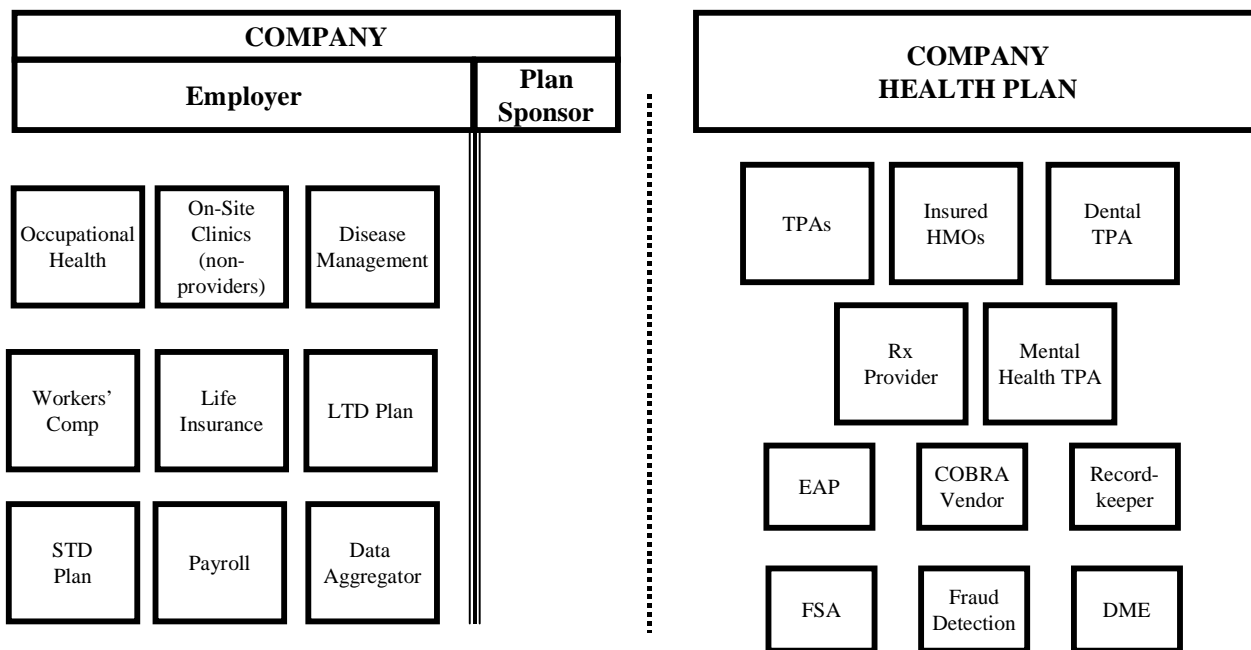 COMPANY
Employer
Plan
Sponsor
Occupational
Health
On-Site
Clinics
(non-
providers)
Disease
Management
Workers’
Comp
Life
Insurance
LTD Plan
STD
Plan
Payroll
Data
Aggregator
COMPANY
HEALTH PLAN
TPAs
Insured
HMOs
Dental
TPA
Rx
Provider
Mental
Health TPA
EAP
COBRA
Vendor
Record-
keeper
FSA
Fraud
Detection
DME